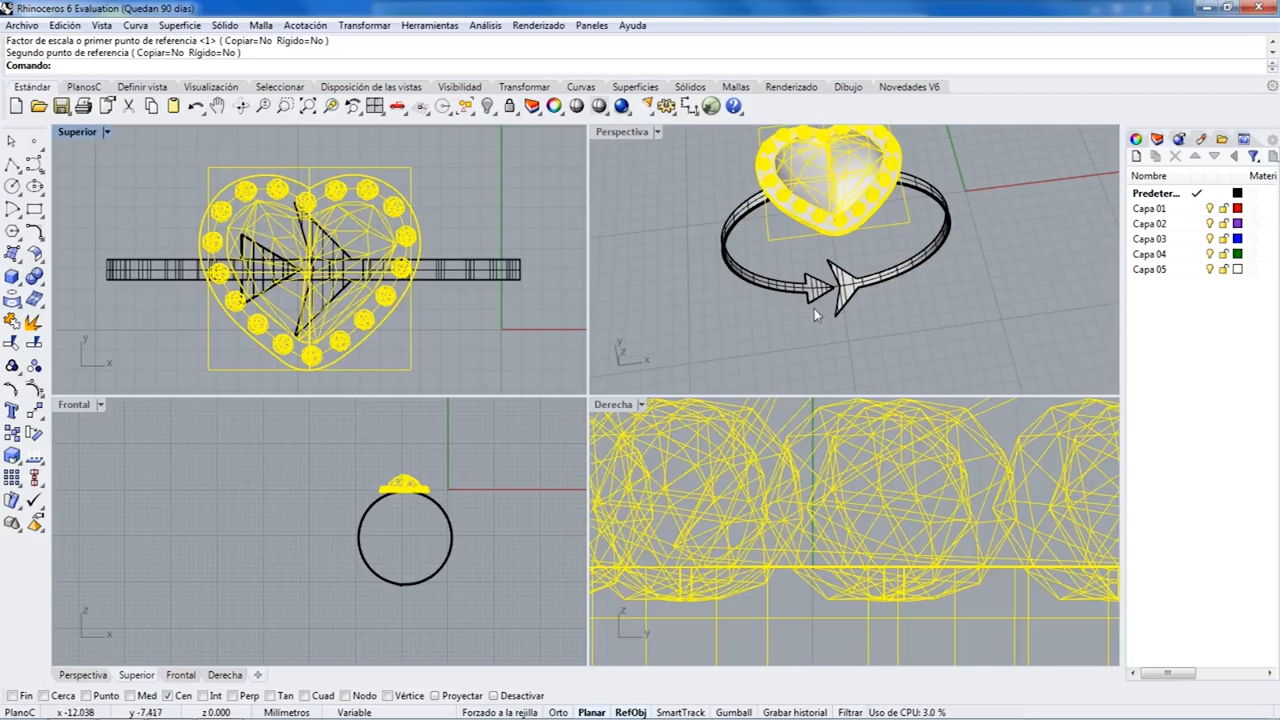 Rhinoceros 6 Evaluation (Quedan 90 días)
Archivo Edición Vista Curva Superficie Sólido Malla Acotación Transformar Herramientas Análisis Renderizado Paneles Ayuda
Factor de escala o primer punto de referencia <1> ( Copiar=No Rígido=No )
Segundo punto de referencia ( Copiar=No Rígido=No )
Comando:
Estándar PlanosC Definir vista Visualización Seleccionar Disposición de las vistas Visibilidad Transformar Curvas Superfícies Sólidos Mallas Renderizado Dibujo Novedades V6
Superior
Perspectiva
Nombre Materi
Predeter...
Capa 01
Capa 02
Capa 03
Capa 04
Capa 05
y x
y z x
Frontal
Derecha
z x
z y
Perspectiva Superior Frontal Derecha
Fin Cerca Punto Med Cen Int Perp Tan Cuad Nodo Vértice Proyectar Desactivar
PlanoC x -12.038 y -7.417 z 0.000 Milímetros Variable Forzado a la rejilla Orto Planar RefObj SmartTrack Gumball Grabar historial Filtrar Uso de CPU: 3.0 %